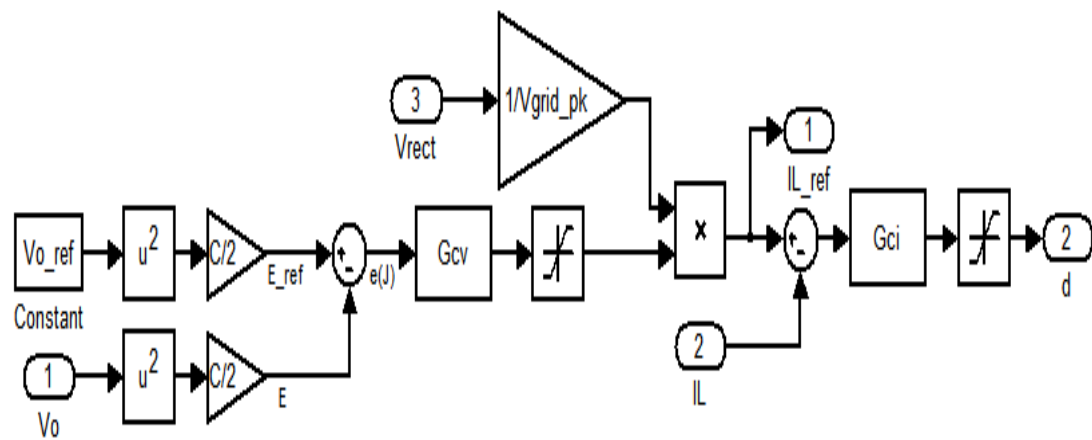 3
Vrect
1/Vgrid_pk
1
IL_ref
Vo_ref
Constant
u²
C/2
E_ref
+
-
e(J)
Gcv
×
+
-
Gci
2
d
1
Vo
u²
C/2
E
2
IL